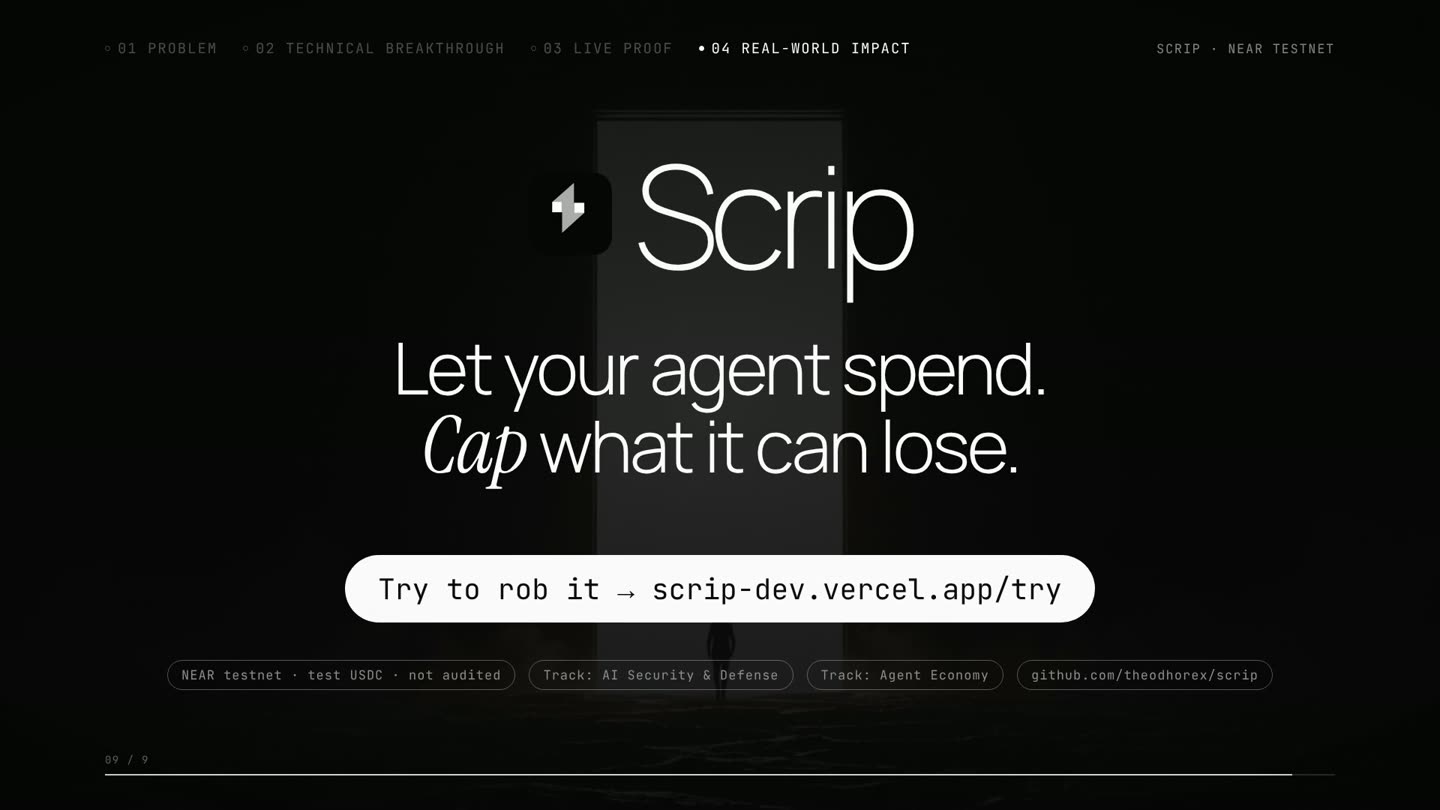 01 PROBLEM
02 TECHNICAL BREAKTHROUGH
03 LIVE PROOF
04 REAL-WORLD IMPACT
SCRIP · NEAR TESTNET
Scrip
Let your agent spend.
Cap what it can lose.
Try to rob it → scrip-dev.vercel.app/try
NEAR testnet · test USDC · not audited
Track: AI Security & Defense
Track: Agent Economy
github.com/theodhorex/scrip
09 / 9